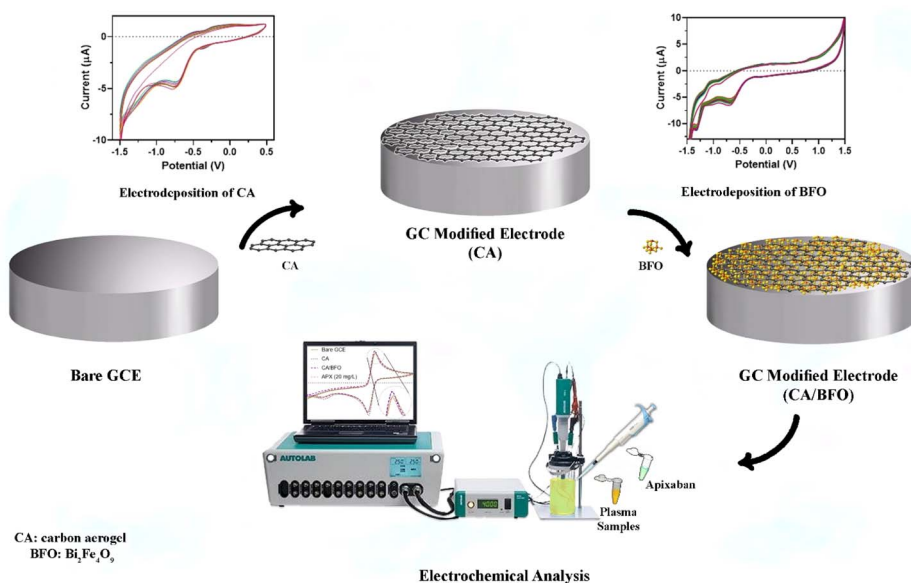 10
5
0
-5
-10
Current (µA)
-1.5 -1.0 -0.5 0.0 0.5
Potential (V)
Electrodeposition of CA
10
5
0
-5
-10
Current (µA)
-1.5 -1.0 -0.5 0.0 0.5 1.0 1.5
Potential (V)
Electrodeposition of BFO
GC Modified Electrode
(CA)
CA
BFO
Bare GCE
GC Modified Electrode
(CA/BFO)
Bare GCE
CA
CA/BFO
APX (20 mg/L)
AUTOLAB
Apixaban
Plasma
Samples
CA: carbon aerogel
BFO: Bi₂Fe₄O₉
Electrochemical Analysis